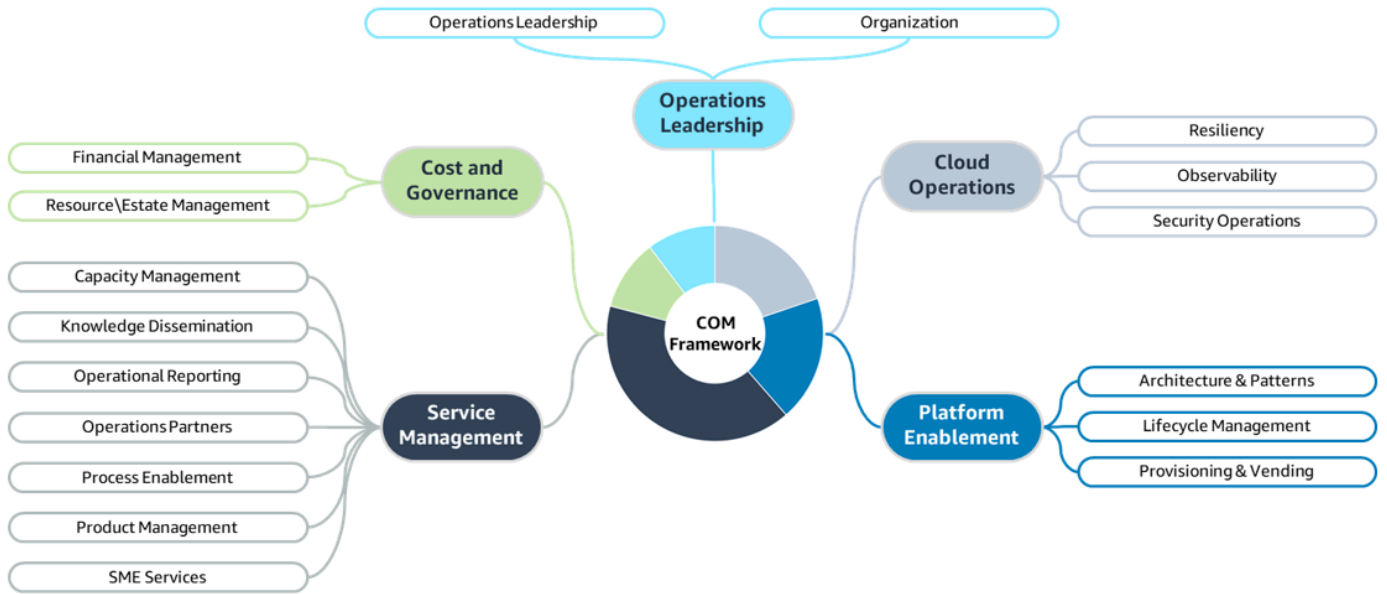 Operations Leadership
Organization
Operations
Leadership
Financial Management
Resource\Estate Management
Cost and
Governance
Cloud
Operations
Resiliency
Observability
Security Operations
Capacity Management
Knowledge Dissemination
Operational Reporting
Operations Partners
Process Enablement
Product Management
SME Services
Service
Management
COM
Framework
Platform
Enablement
Architecture & Patterns
Lifecycle Management
Provisioning & Vending